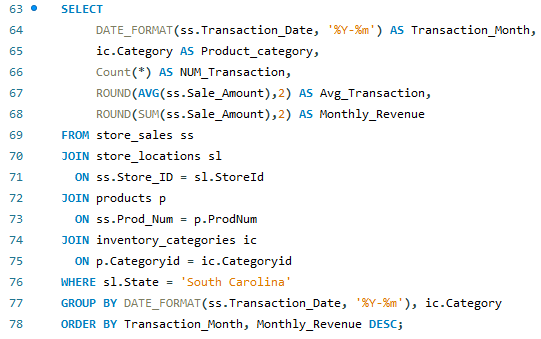 63 SELECT
64 DATE_FORMAT(ss.Transaction_Date, '%Y-%m') AS Transaction_Month,
65 ic.Category AS Product_category,
66 Count(*) AS NUM_Transaction,
67 ROUND(AVG(ss.Sale_Amount),2) AS Avg_Transaction,
68 ROUND(SUM(ss.Sale_Amount),2) AS Monthly_Revenue
69 FROM store_sales ss
70 JOIN store_locations sl
71 ON ss.Store_ID = sl.StoreId
72 JOIN products p
73 ON ss.Prod_Num = p.ProdNum
74 JOIN inventory_categories ic
75 ON p.Categoryid = ic.Categoryid
76 WHERE sl.State = 'South Carolina'
77 GROUP BY DATE_FORMAT(ss.Transaction_Date, '%Y-%m'), ic.Category
78 ORDER BY Transaction_Month, Monthly_Revenue DESC;